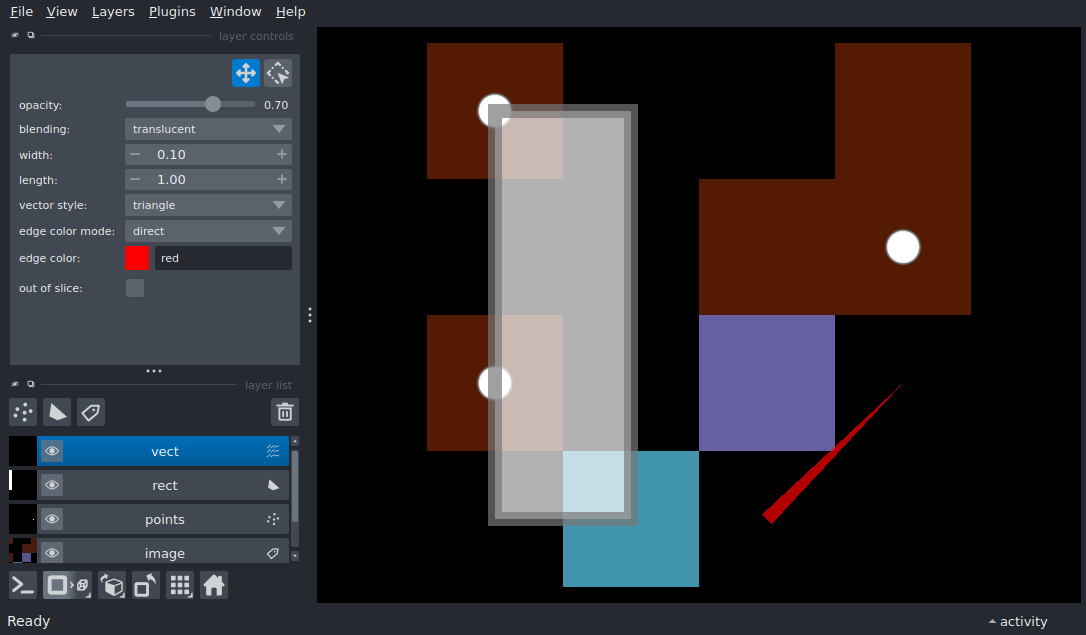 File View Layers Plugins Window Help
layer controls
opacity: 0.70
blending: translucent
width: 0.10
length: 1.00
vector style: triangle
edge color mode: direct
edge color: red
out of slice:
layer list
vect
rect
points
image
Ready activity